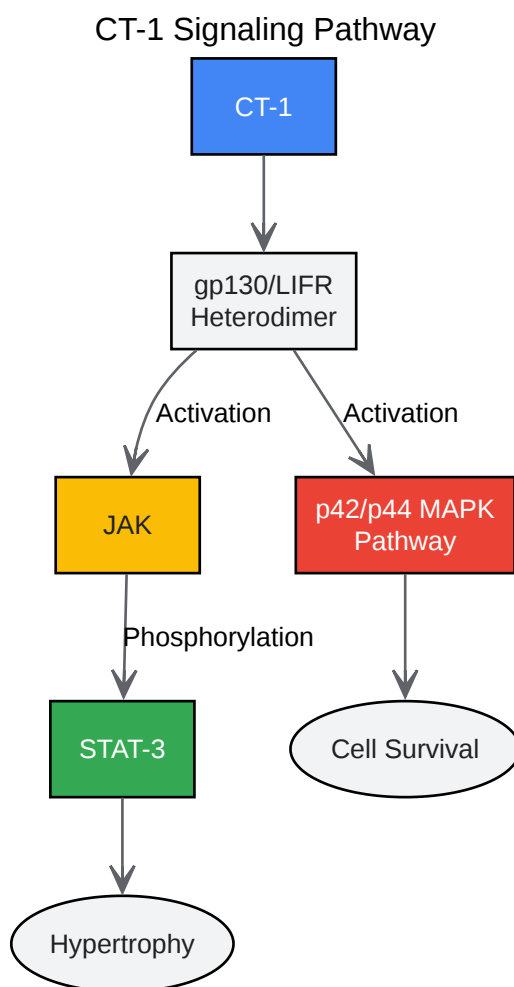 CT-1 Signaling Pathway
CT-1
gp130/LIFR
Heterodimer
Activation
Activation
JAK
p42/p44 MAPK
Pathway
Phosphorylation
STAT-3
Cell Survival
Hypertrophy